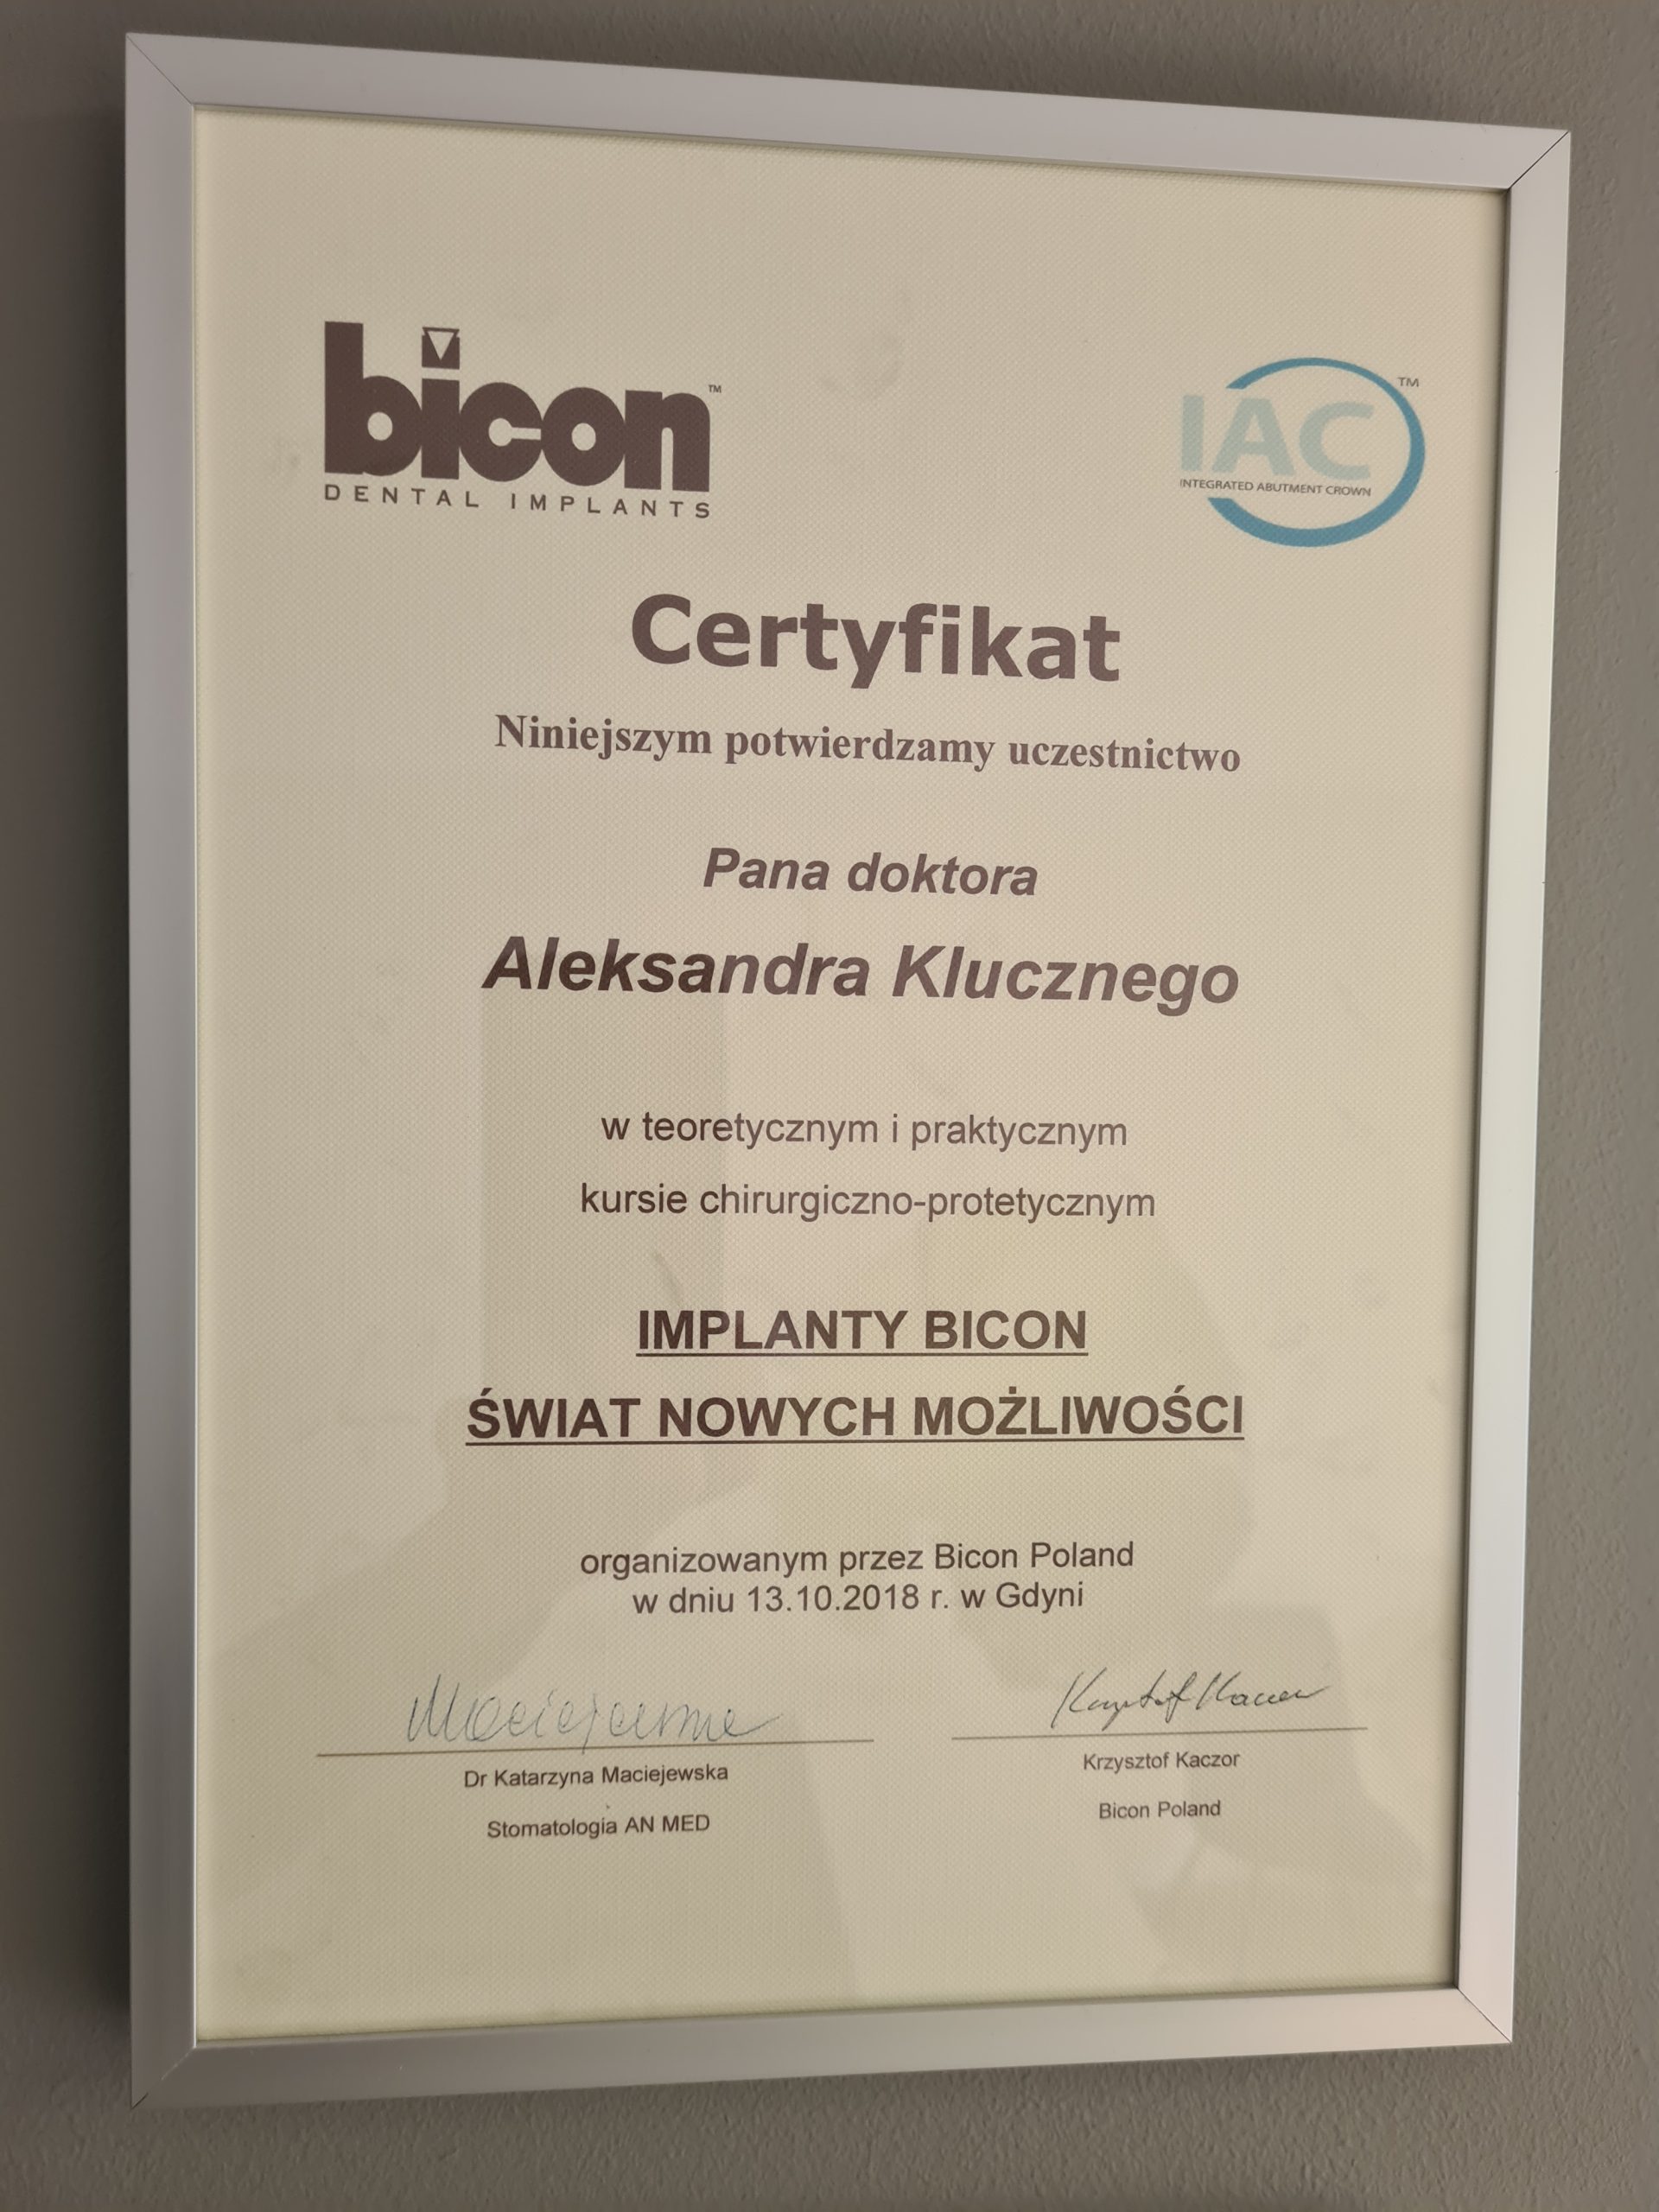 bicon™
DENTAL IMPLANTS
IAC™
INTEGRATED ABUTMENT CROWN
Certyfikat
Niniejszym potwierdzamy uczestnictwo
Pana doktora
Aleksandra Klucznego
w teoretycznym i praktycznym
kursie chirurgiczno-protetycznym
IMPLANTY BICON
ŚWIAT NOWYCH MOŻLIWOŚCI
organizowanym przez Bicon Poland
w dniu 13.10.2018 r. w Gdyni
Krzysztof Kaczor
Dr Katarzyna Maciejewska
Stomatologia AN MED
Krzysztof Kaczor
Bicon Poland